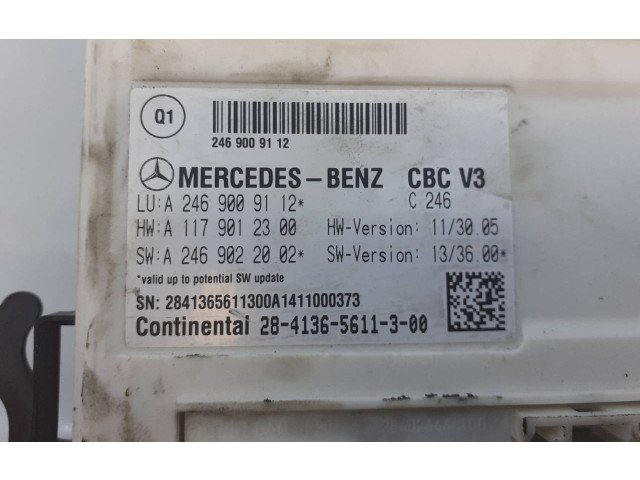 Q1
246 900 91 12
MERCEDES-BENZ CBC V3
LU: A 246 900 91 12* C 246
HW: A 117 901 23 00 HW-Version: 11/30.05
SW: A 246 902 20 02* SW-Version: 13/36.00*
*valid up to potential SW update
SN: 2841365611300A1411000373
Continental 28-4136-5611-3-00